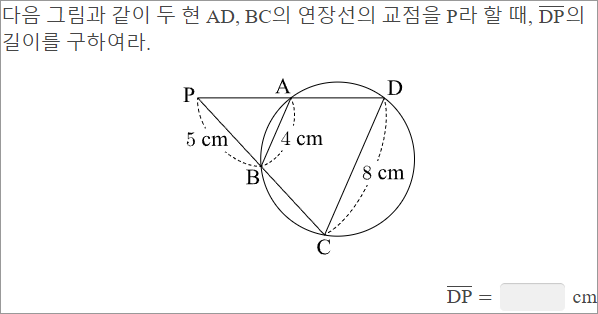 다음 그림과 같이 두 현 AD, BC의 연장선의 교점을 P라 할 때, DP의
길이를 구하여라.
P
A
D
5 cm
4 cm
B
8 cm
C
DP = cm